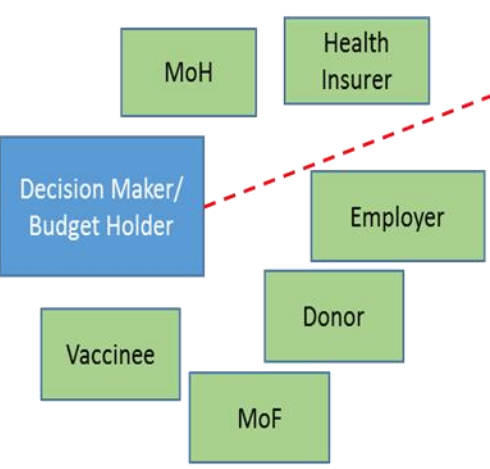 MoH
Health
Insurer
Decision Maker/
Budget Holder
Employer
Donor
Vaccinee
MoF